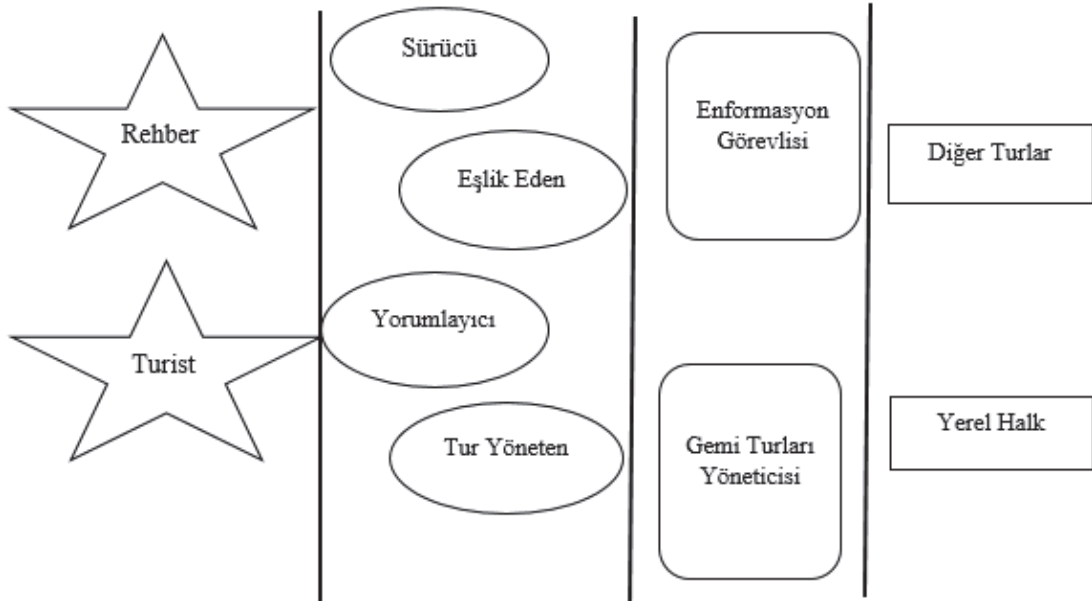 Rehber
Turist
Sürücü
Eşlik Eden
Yorumlayıcı
Tur Yöneten
Enformasyon
Görevlisi
Gemi Turları
Yöneticisi
Diğer Turlar
Yerel Halk